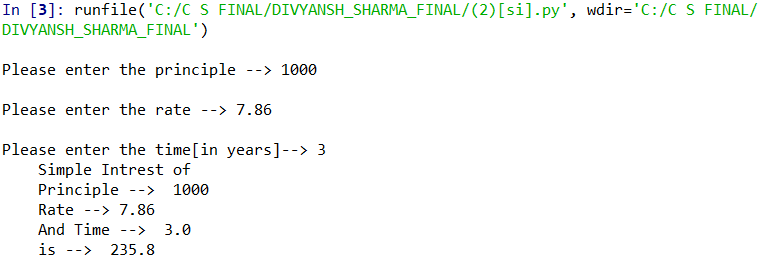 In [3]: runfile('C:/C S FINAL/DIVYANSH_SHARMA_FINAL/(2)[si].py', wdir='C:/C S FINAL/
DIVYANSH_SHARMA_FINAL')
Please enter the principle --> 1000
Please enter the rate --> 7.86
Please enter the time[in years]--> 3
Simple Intrest of
Principle -->  1000
Rate --> 7.86
And Time -->  3.0
is -->  235.8